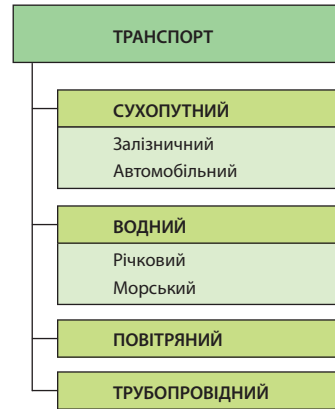 ТРАНСПОРТ
СУХОПУТНИЙ
Залізничний
Автомобільний
ВОДНИЙ
Річковий
Морський
ПОВІТРЯНИЙ
ТРУБОПРОВІДНИЙ